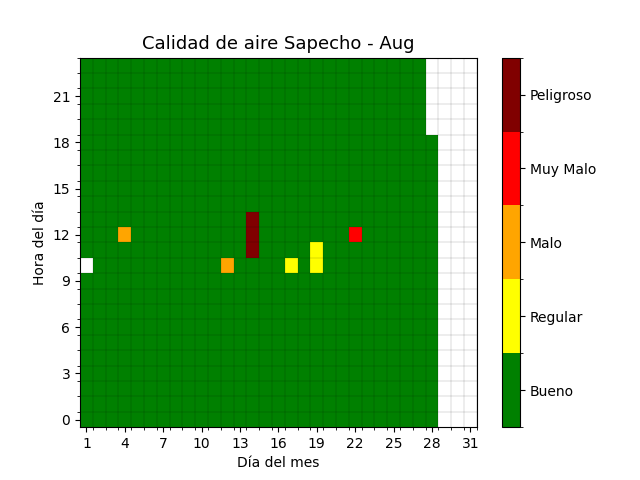 Calidad de aire Sapecho - Aug
Hora del día
21
18
15
12
9
6
3
0
1 4 7 10 13 16 19 22 25 28 31
Día del mes
Peligroso
Muy Malo
Malo
Regular
Bueno